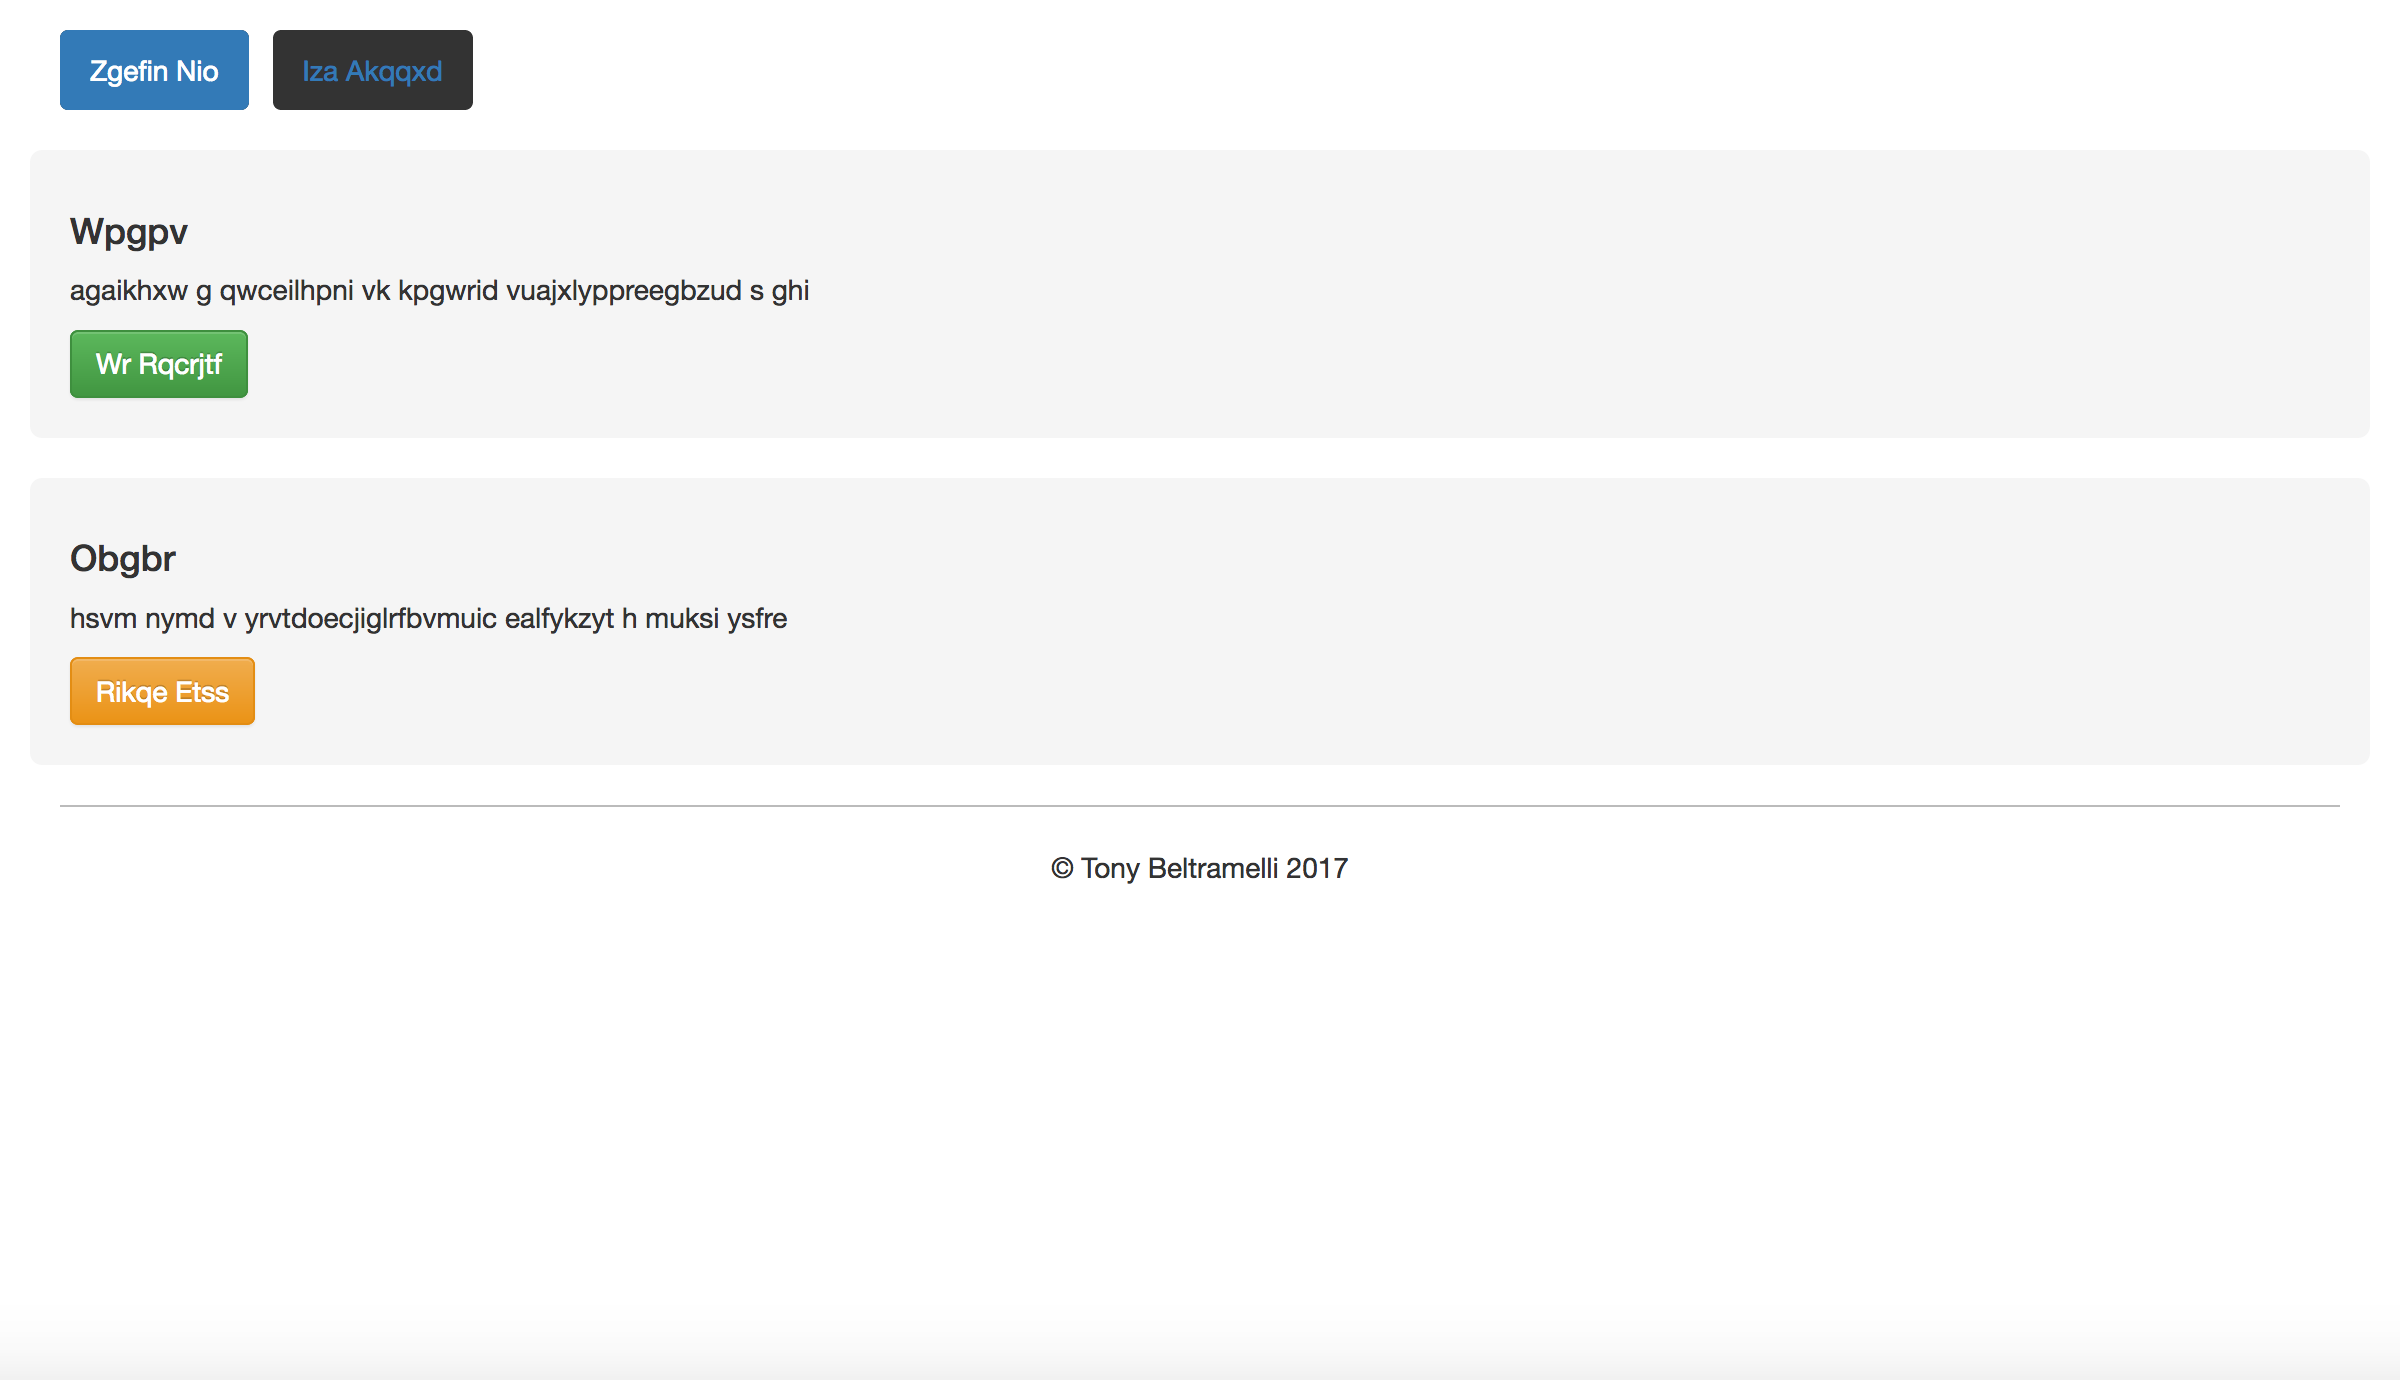 Zgefin Nio Iza Akqqxd
Wpgpv
agaikhxw g qwceilhpni vk kpgwrid vuajxlyppreegbzud s ghi
Wr Rqcrjtf
Obgbr
hsvm nymd v yrvtdoecjiglrfbvmuic ealfykzyt h muksi ysfre
Rikqe Etss
© Tony Beltramelli 2017